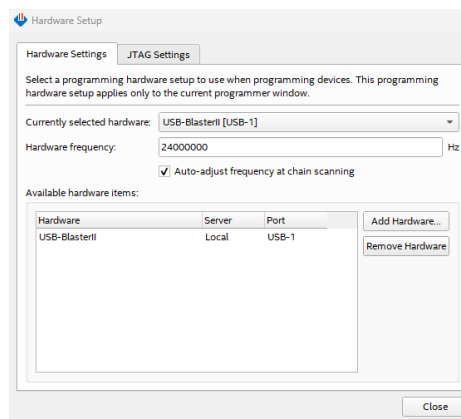 Hardware Setup
Hardware Settings
JTAG Settings
Select a programming hardware setup to use when programming devices. This programming
hardware setup applies only to the current programmer window.
Currently selected hardware: USB-BlasterII [USB-1]
Hardware frequency: 24000000 Hz
Auto-adjust frequency at chain scanning
Available hardware items:
Hardware Server Port
USB-BlasterII Local USB-1
Add Hardware...
Remove Hardware
Close